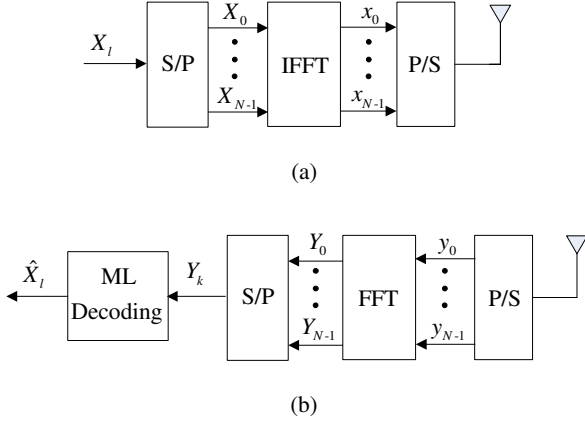 X_l
S/P
X_0
X_{N-1}
IFFT
x_0
x_{N-1}
P/S
(a)
X̂_l
ML
Decoding
Y_k
S/P
Y_0
Y_{N-1}
FFT
y_0
y_{N-1}
P/S
(b)